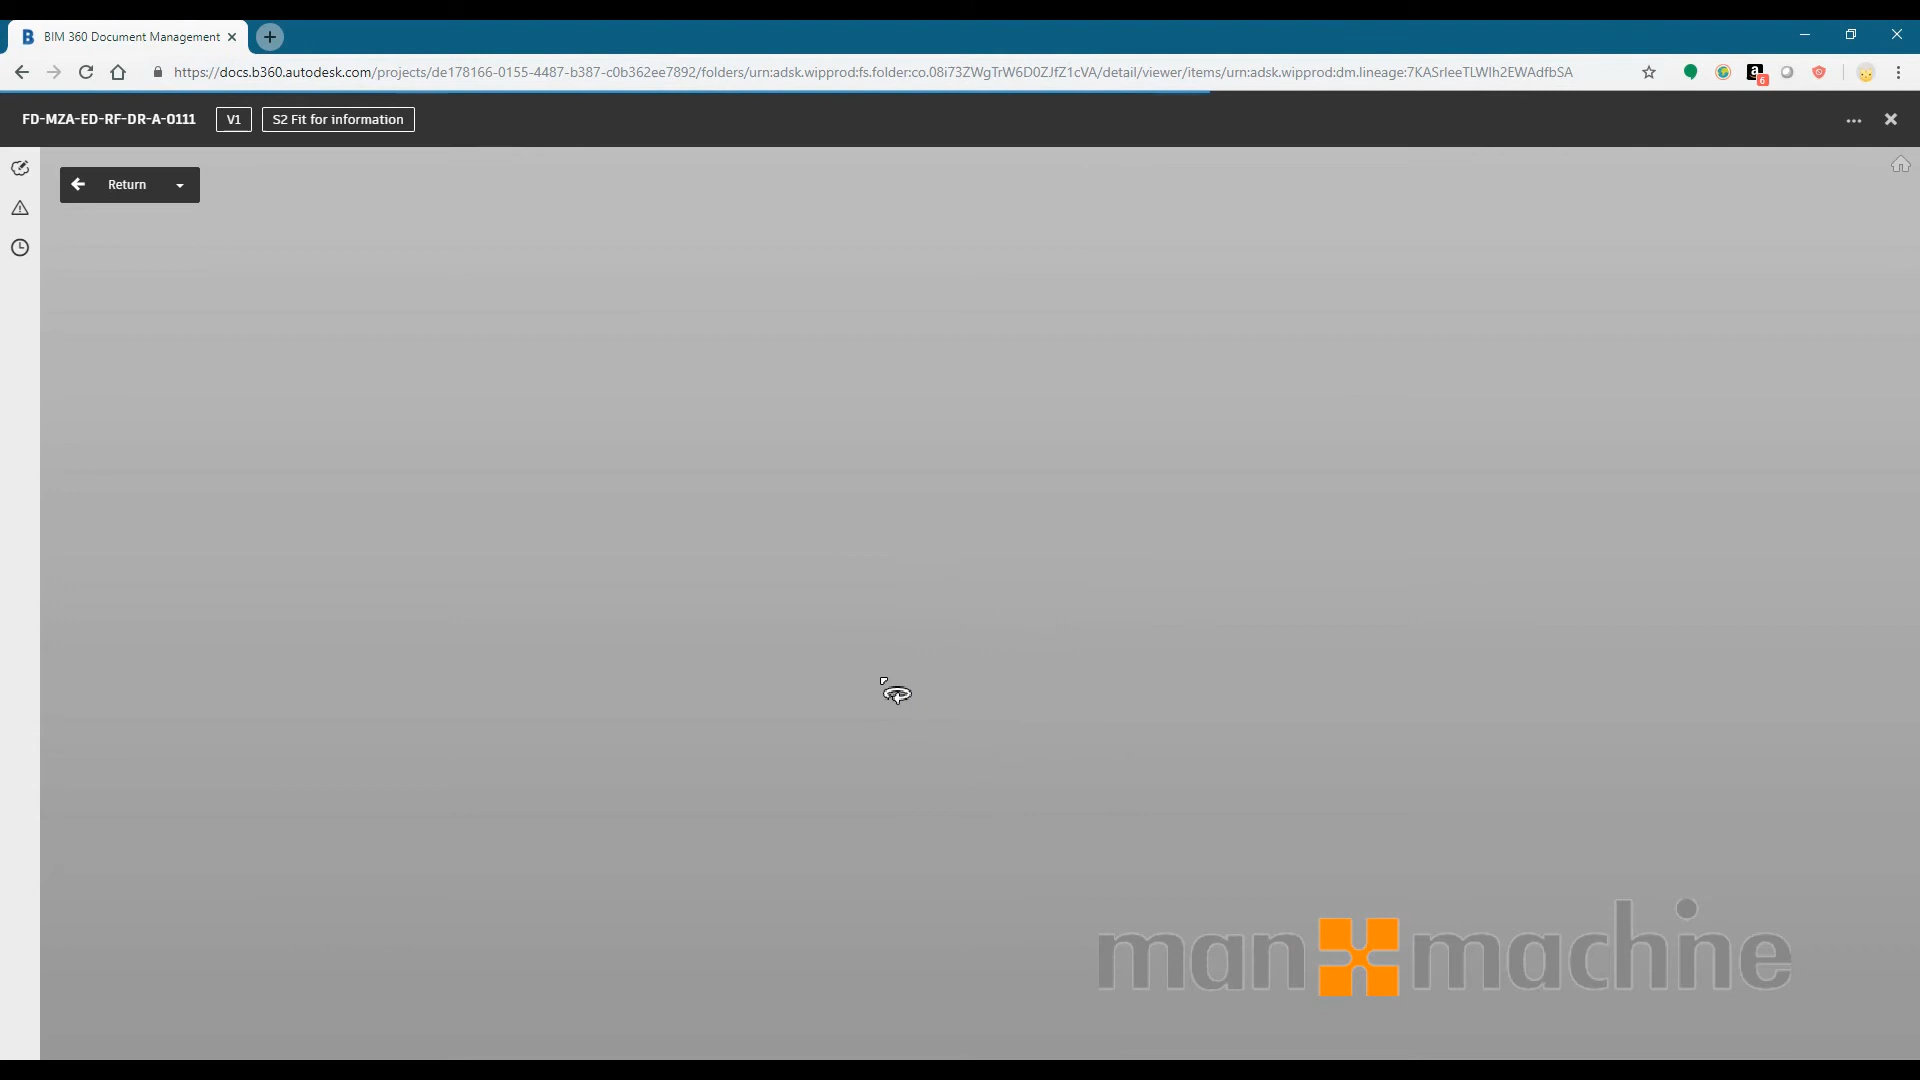 BIM 360 Document Management
https://docs.b360.autodesk.com/projects/de178166-0155-4487-b387-c0b362ee7892/folders/urn:adsk.wipprod:fs.folder:co.08i73ZWgTrW6D0ZJfZ1cVA/detail/viewer/items/urn:adsk.wipprod:dm.lineage:7KASrleeTLWlh2EWAdfbSA
a
6
FD-MZA-ED-RF-DR-A-0111
V1
S2 Fit for information
Return
man machine